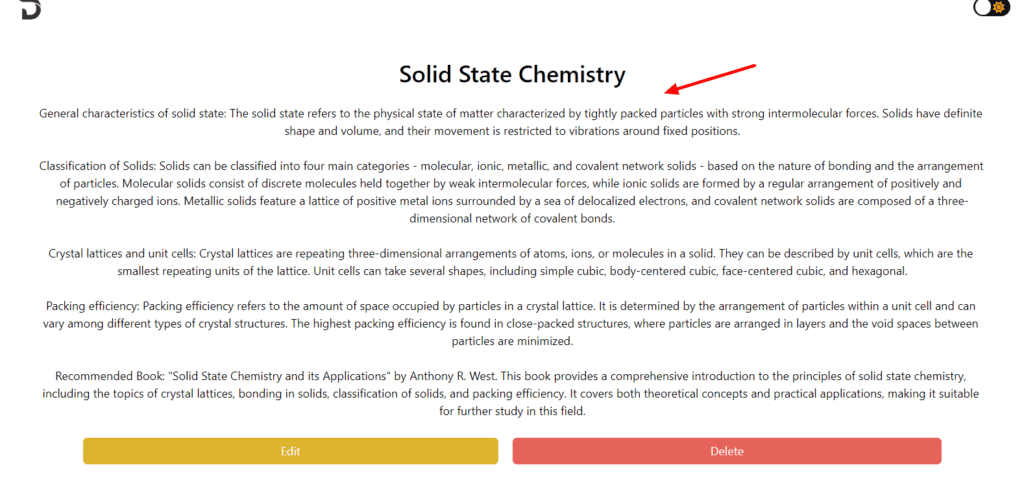 Solid State Chemistry
General characteristics of solid state: The solid state refers to the physical state of matter characterized by tightly packed particles with strong intermolecular forces. Solids have definite
shape and volume, and their movement is restricted to vibrations around fixed positions.
Classification of Solids: Solids can be classified into four main categories - molecular, ionic, metallic, and covalent network solids - based on the nature of bonding and the arrangement
of particles. Molecular solids consist of discrete molecules held together by weak intermolecular forces, while ionic solids are formed by a regular arrangement of positively and
negatively charged ions. Metallic solids feature a lattice of positive metal ions surrounded by a sea of delocalized electrons, and covalent network solids are composed of a three-
dimensional network of covalent bonds.
Crystal lattices and unit cells: Crystal lattices are repeating three-dimensional arrangements of atoms, ions, or molecules in a solid. They can be described by unit cells, which are the
smallest repeating units of the lattice. Unit cells can take several shapes, including simple cubic, body-centered cubic, face-centered cubic, and hexagonal.
Packing efficiency: Packing efficiency refers to the amount of space occupied by particles in a crystal lattice. It is determined by the arrangement of particles within a unit cell and can
vary among different types of crystal structures. The highest packing efficiency is found in close-packed structures, where particles are arranged in layers and the void spaces between
particles are minimized.
Recommended Book: "Solid State Chemistry and its Applications" by Anthony R. West. This book provides a comprehensive introduction to the principles of solid state chemistry,
including the topics of crystal lattices, bonding in solids, classification of solids, and packing efficiency. It covers both theoretical concepts and practical applications, making it suitable
for further study in this field.
Edit
Delete